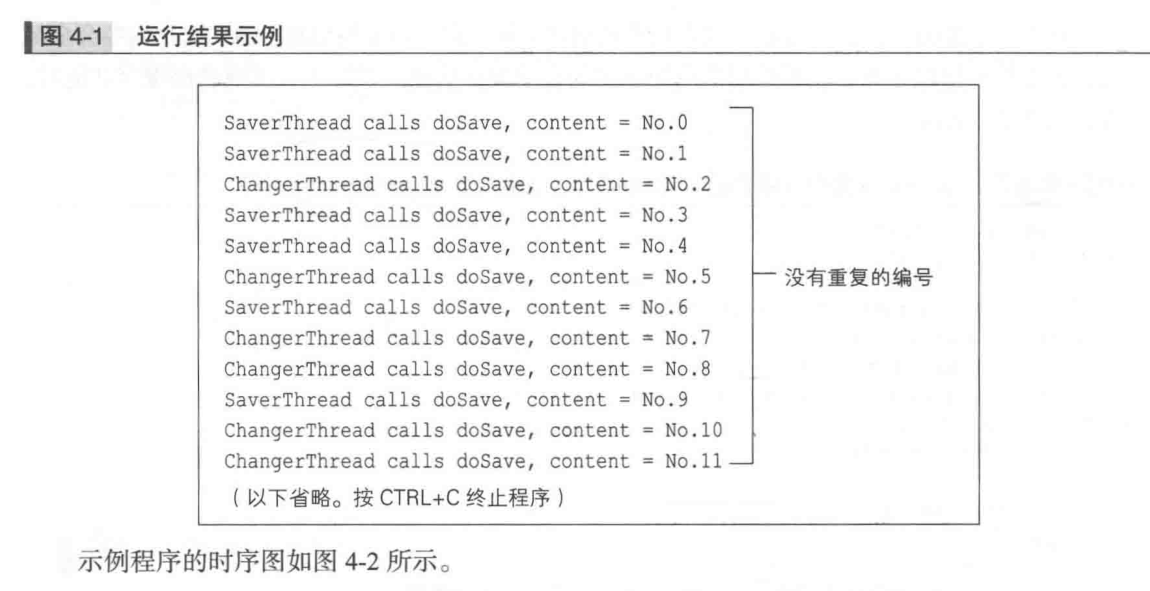 图 4-1 运行结果示例
SaverThread calls doSave, content = No.0
SaverThread calls doSave, content = No.1
ChangerThread calls doSave, content = No.2
SaverThread calls doSave, content = No.3
SaverThread calls doSave, content = No.4
ChangerThread calls doSave, content = No.5
没有重复的编号
SaverThread calls doSave, content = No.6
ChangerThread calls doSave, content = No.7
ChangerThread calls doSave, content = No.8
SaverThread calls doSave, content = No.9
ChangerThread calls doSave, content = No.10
ChangerThread calls doSave, content = No.11
（以下省略。按 CTRL+C 终止程序）
示例程序的时序图如图 4-2 所示。